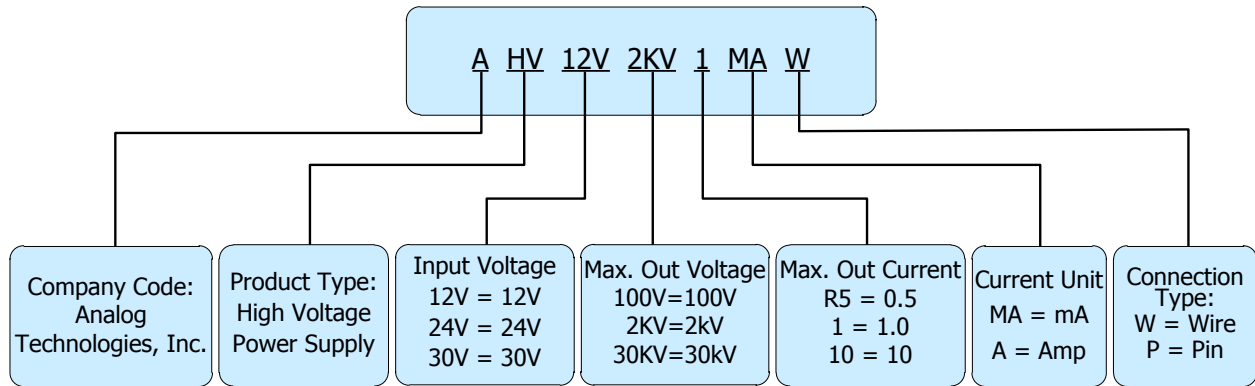 A HV 12V 2KV 1 MA W
Company Code:
Analog
Technologies, Inc.
Product Type:
High Voltage
Power Supply
Input Voltage
12V = 12V
24V = 24V
30V = 30V
Max. Out Voltage
100V=100V
2KV=2kV
30KV=30kV
Max. Out Current
R5 = 0.5
1 = 1.0
10 = 10
Current Unit
MA = mA
A = Amp
Connection
Type:
W = Wire
P = Pin